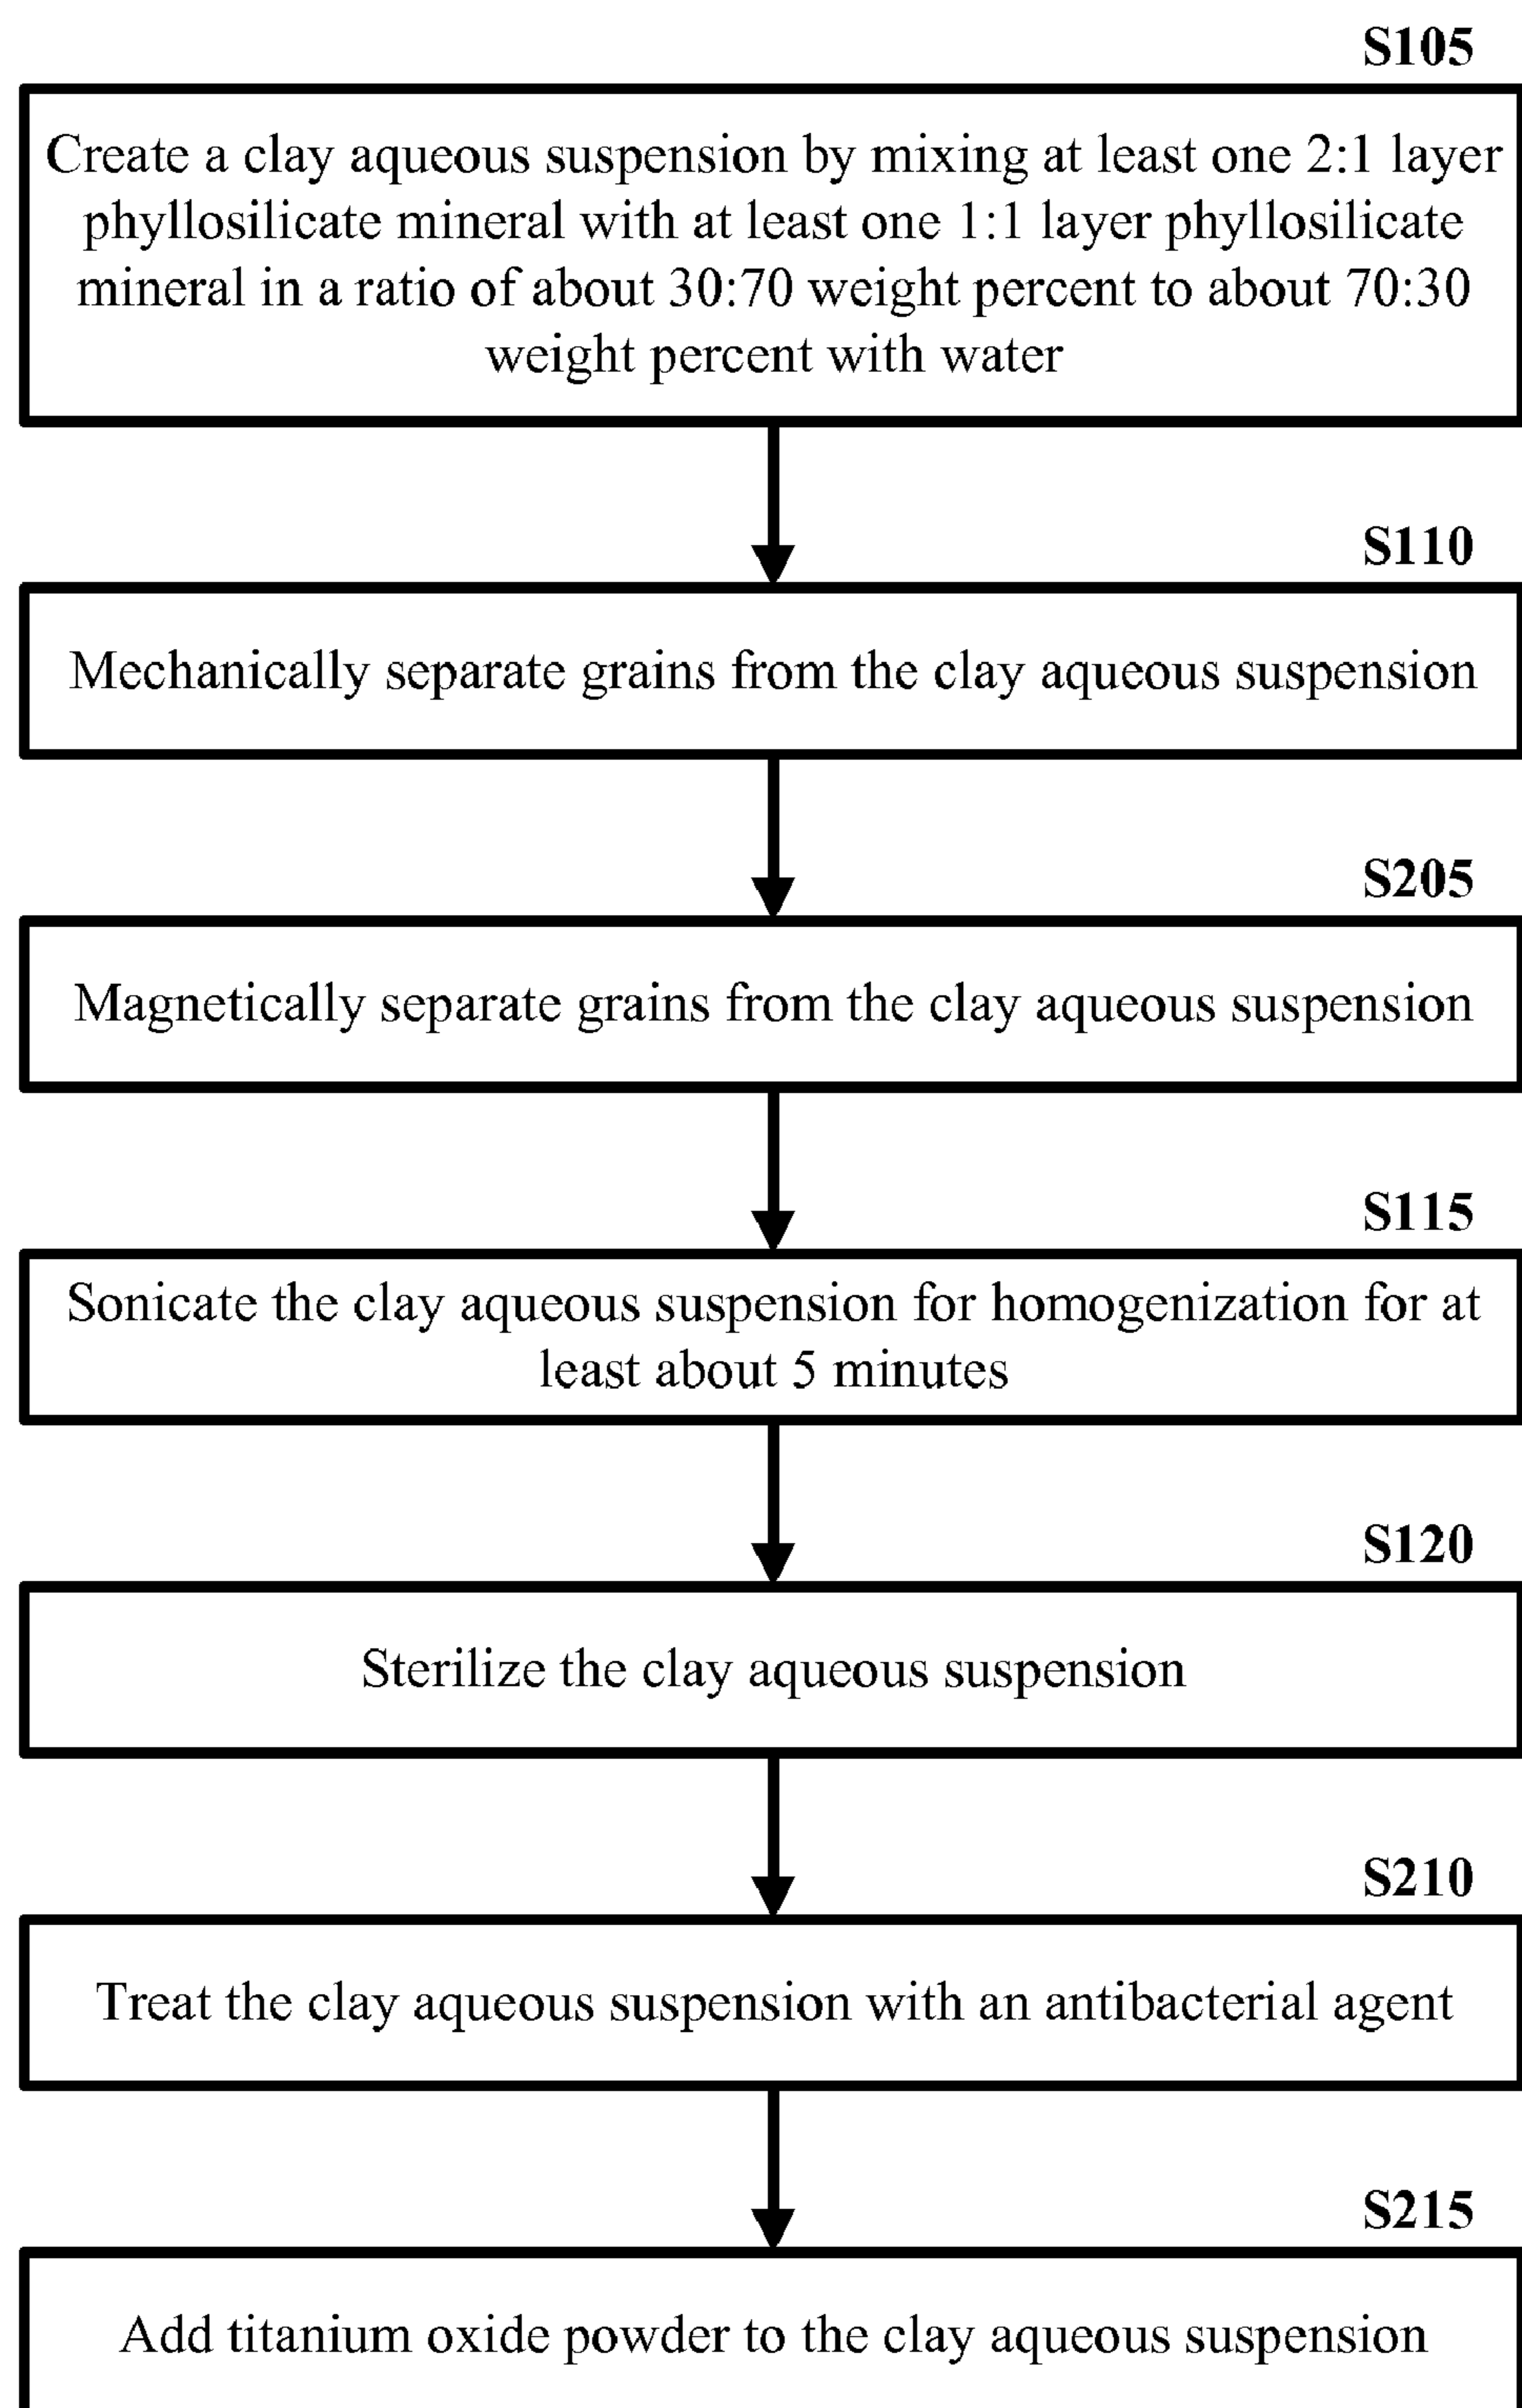 S105
Create a clay aqueous suspension by mixing at least one 2:1 layer
phyllosilicate mineral with at least one 1:1 layer phyllosilicate
mineral in a ratio of about 30:70 weight percent to about 70:30
weight percent with water
S110
Mechanically separate grains from the clay aqueous suspension
S205
Magnetically separate grains from the clay aqueous suspension
S115
Sonicate the clay aqueous suspension for homogenization for at
least about 5 minutes
S120
Sterilize the clay aqueous suspension
S210
Treat the clay aqueous suspension with an antibacterial agent
S215
Add titanium oxide powder to the clay aqueous suspension